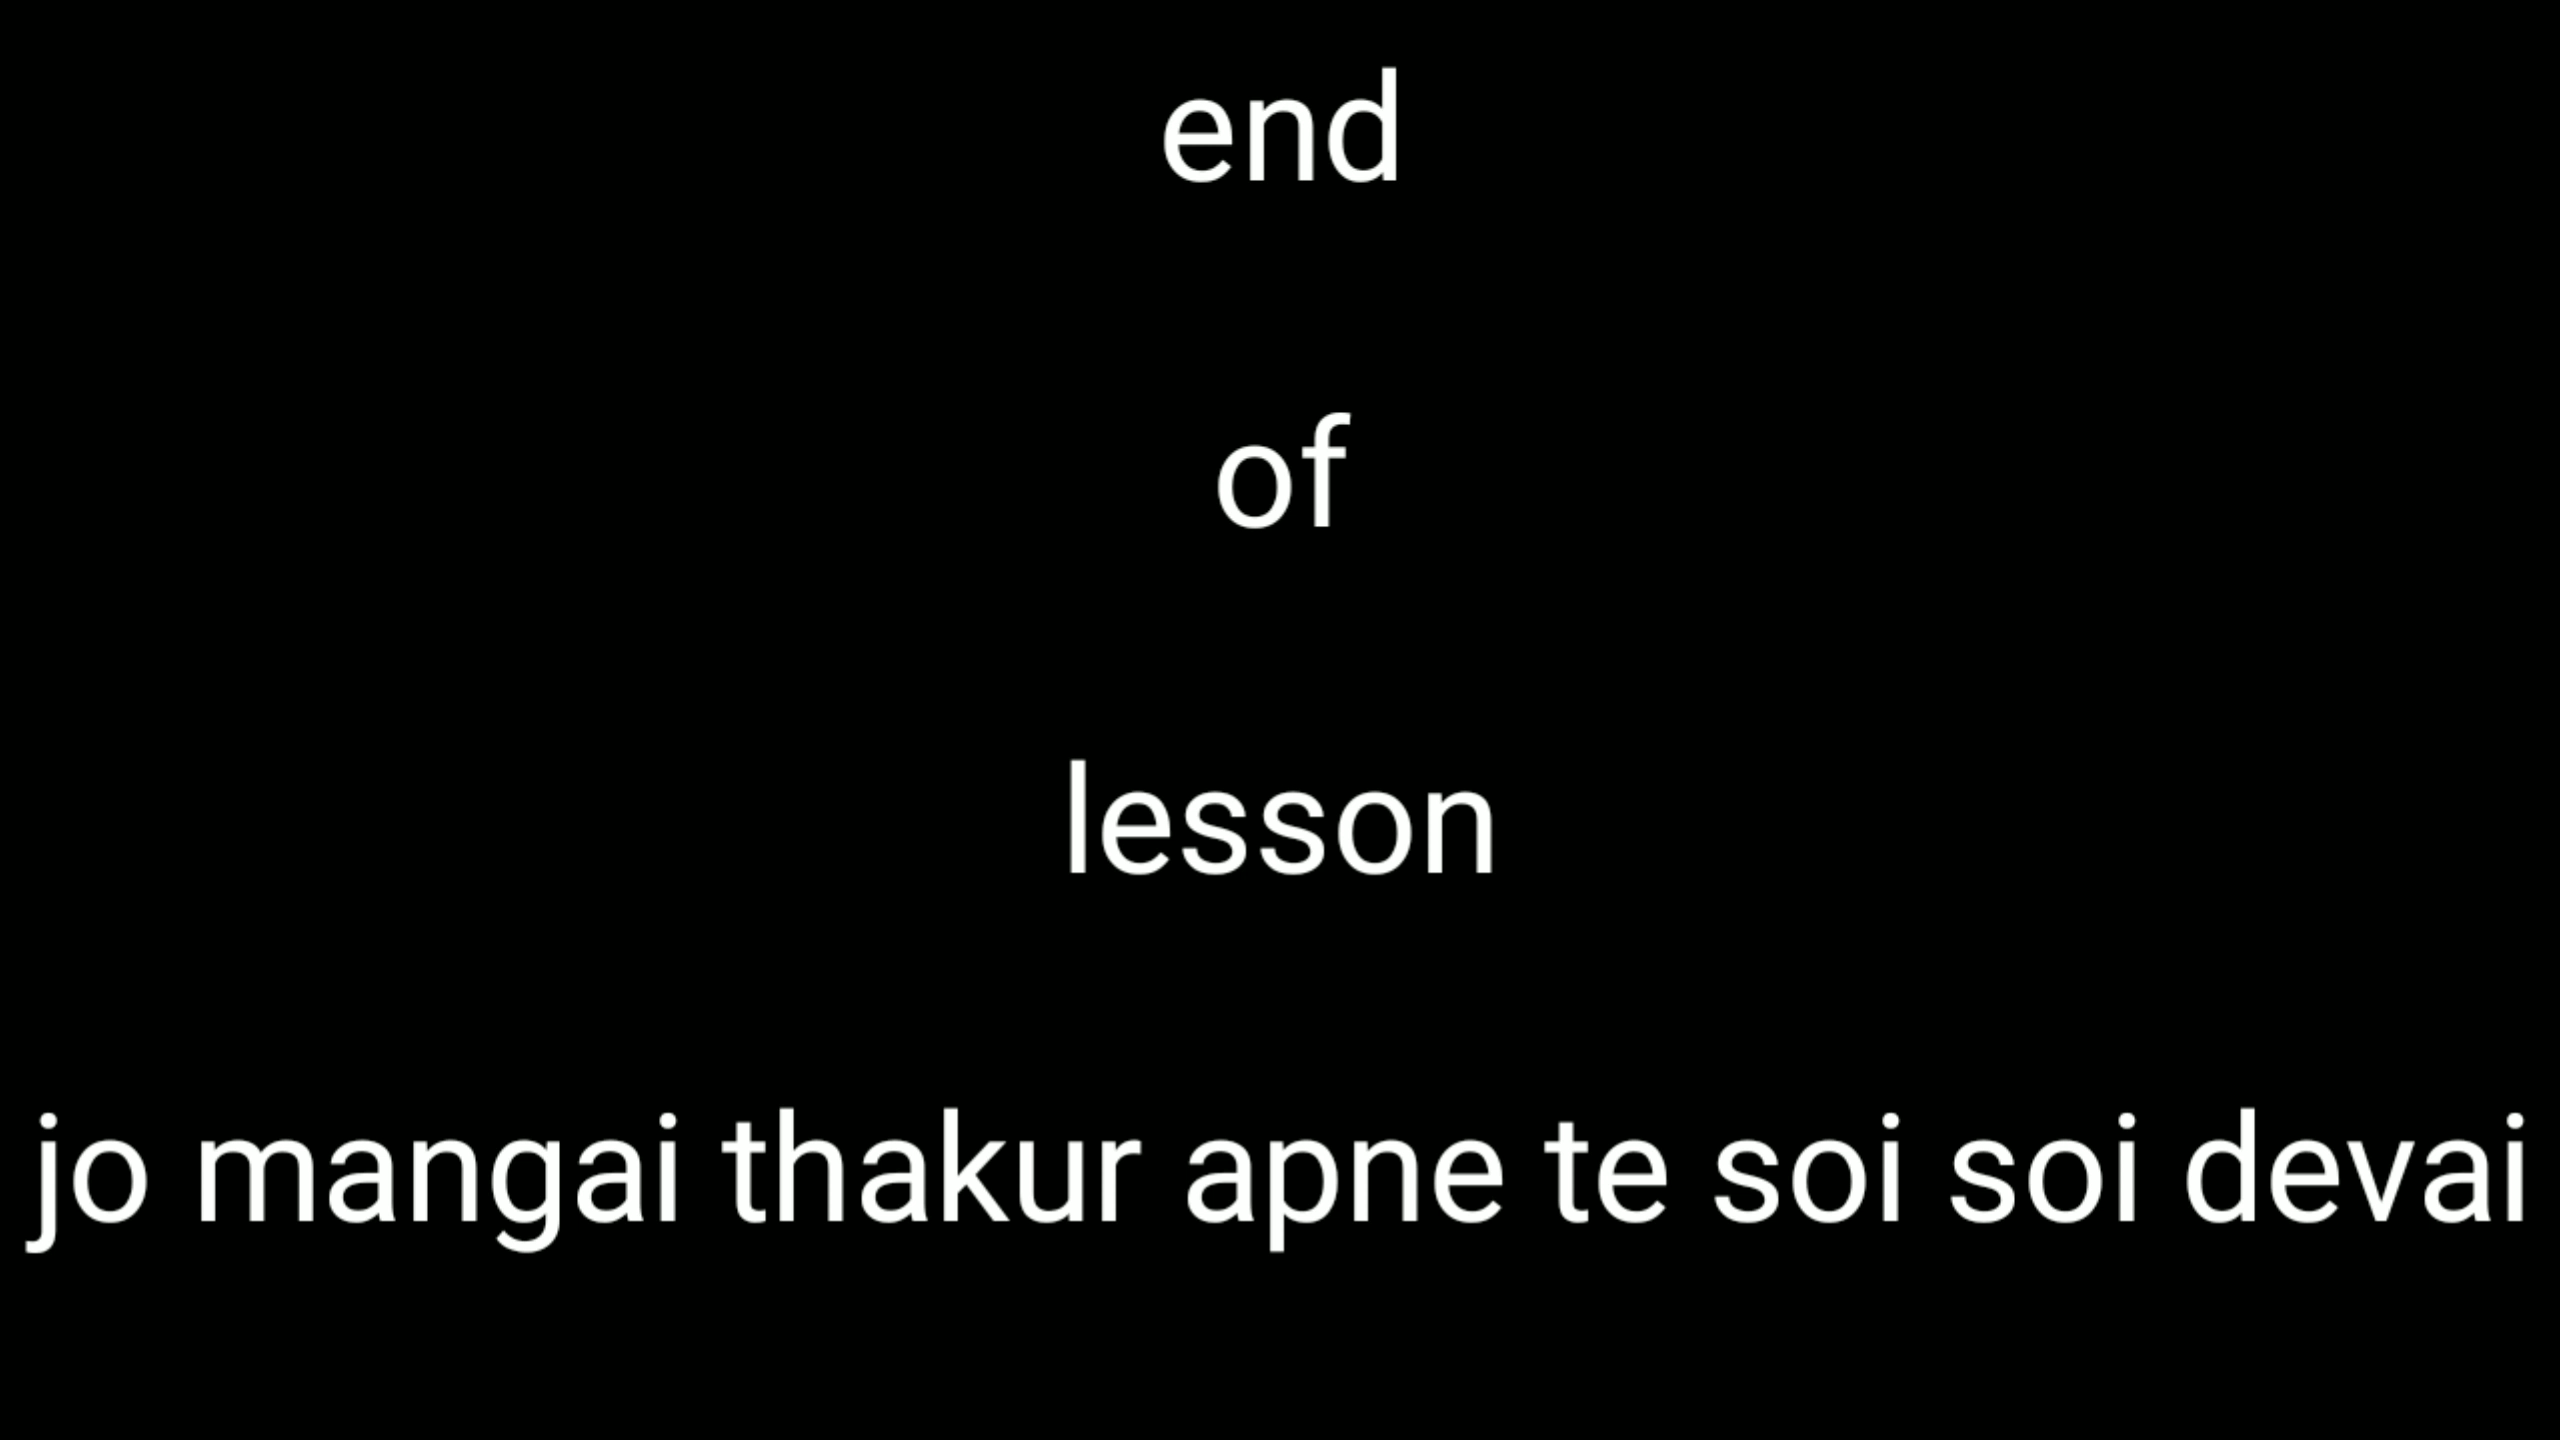 end
of
lesson
jo mangai thakur apne te soi soi devai